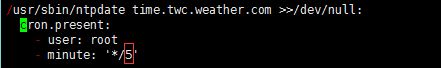 /usr/sbin/ntpdate time.twc.weather.com >>/dev/null:
cron.present:
- user: root
- minute: '*/5'